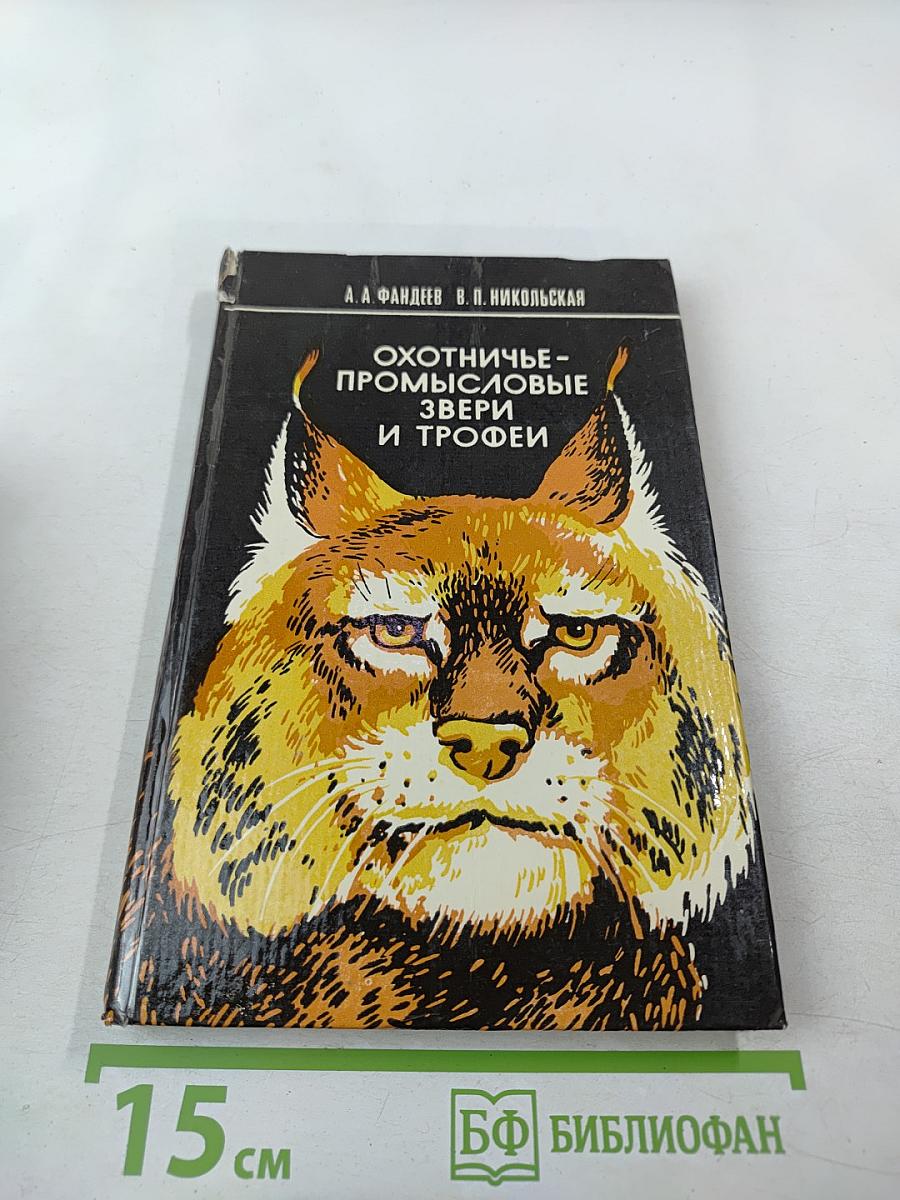 А. А. ФАНДЕЕВ В. П. НИКОЛЬСКАЯ
ОХОТНИЧЬЕ-
ПРОМЫСЛОВЫЕ
ЗВЕРИ
И ТРОФЕИ
15 см
БФ БИБЛИОФАН